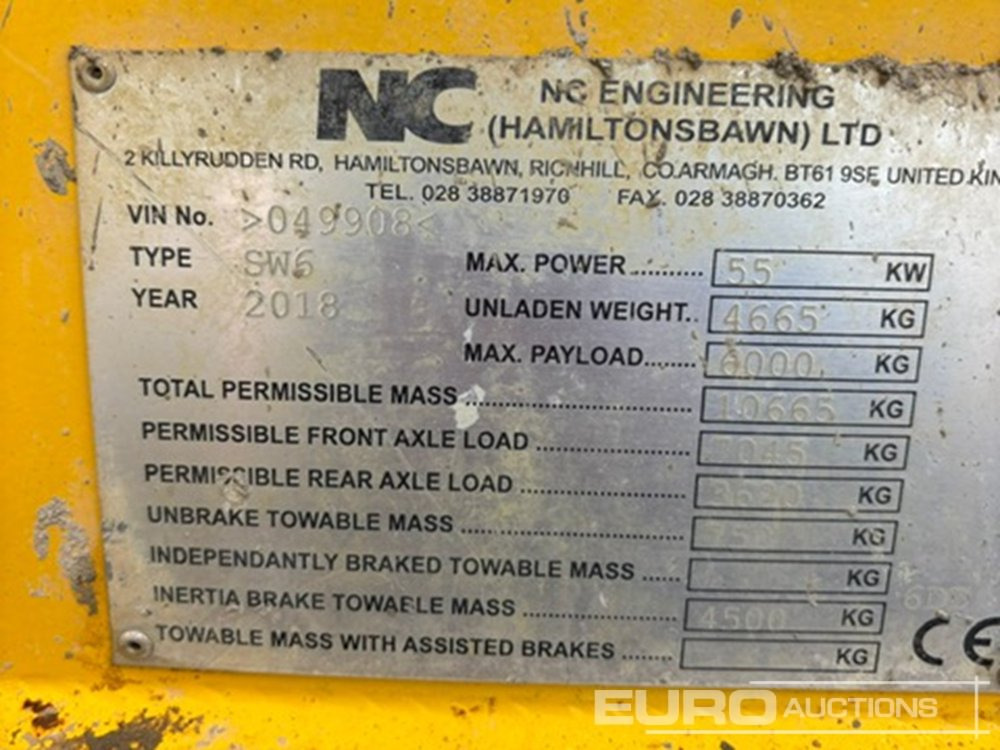 NC
NC ENGINEERING
(HAMILTONSBAWN) LTD
2 KILLYRUDDEN RD, HAMILTONSBAWN, RICHHILL, CO.ARMAGH. BT61 9SF, UNITED KIN
TEL. 028 38871970 FAX. 028 38870362
VIN No. >049908<
TYPE SW6
YEAR 2018
MAX. POWER........... 55 KW
UNLADEN WEIGHT.. 4665 KG
MAX. PAYLOAD........ 6000 KG
TOTAL PERMISSIBLE MASS 10665 KG
PERMISSIBLE FRONT AXLE LOAD KG
PERMISSIBLE REAR AXLE LOAD KG
UNBRAKE TOWABLE MASS KG
INDEPENDANTLY BRAKED TOWABLE MASS ...... KG
INERTIA BRAKE TOWABLE MASS 4500 KG
TOWABLE MASS WITH ASSISTED BRAKES ........ KG
CE
EURO AUCTIONS